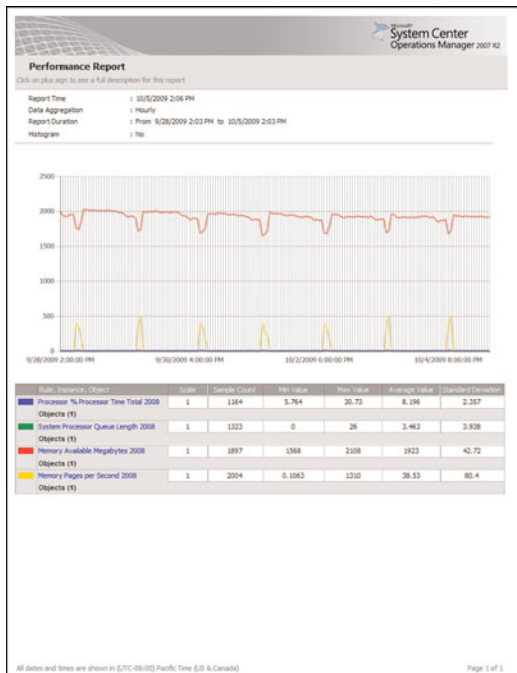 Microsoft
System Center
Operations Manager 2007 R2
Performance Report
Click on plus sign to see a full description for this report
Report Time : 10/5/2009 2:06 PM
Data Aggregation : Hourly
Report Duration : From 9/28/2009 2:03 PM to 10/5/2009 2:03 PM
Histogram : No
2500
2000
1500
1000
500
0
9/28/2009 2:00:00 PM 9/30/2009 4:00:00 PM 10/2/2009 6:00:00 PM 10/4/2009 8:00:00 PM
Rule, Instance, Object Scale Sample Count Min Value Max Value Average Value Standard Deviation
Processor % Processor Time Total 2008 1 1164 5.764 30.73 8.196 2.357
Objects (1)
System Processor Queue Length 2008 1 1323 0 26 3.463 3.938
Objects (1)
Memory Available Megabytes 2008 1 1897 1568 2108 1923 42.72
Objects (1)
Memory Pages per Second 2008 1 2004 0.1063 1310 38.53 80.4
Objects (1)
All dates and times are shown in (UTC-08:00) Pacific Time (US & Canada) Page 1 of 1